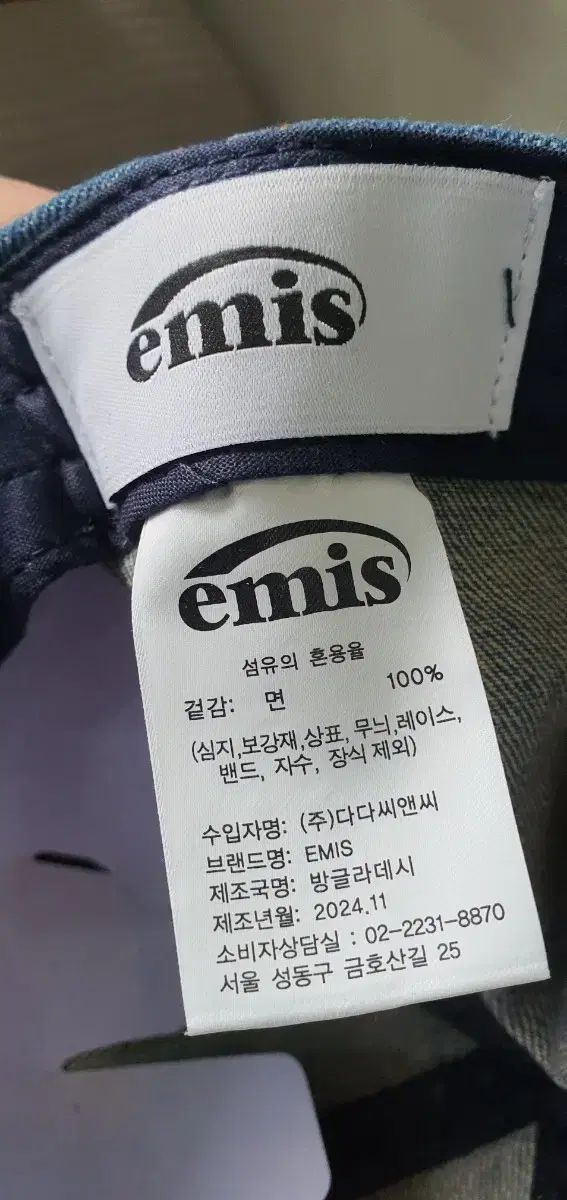 emis
emis
섬유의 혼용율
겉감: 면 100%
(심지,보강재,상표, 무늬,레이스,
밴드, 자수, 장식 제외)
수입자명: (주)다다씨앤씨
브랜드명: EMIS
제조국명: 방글라데시
제조년월: 2024.11
소비자상담실 : 02-2231-8870
서울 성동구 금호산길 25